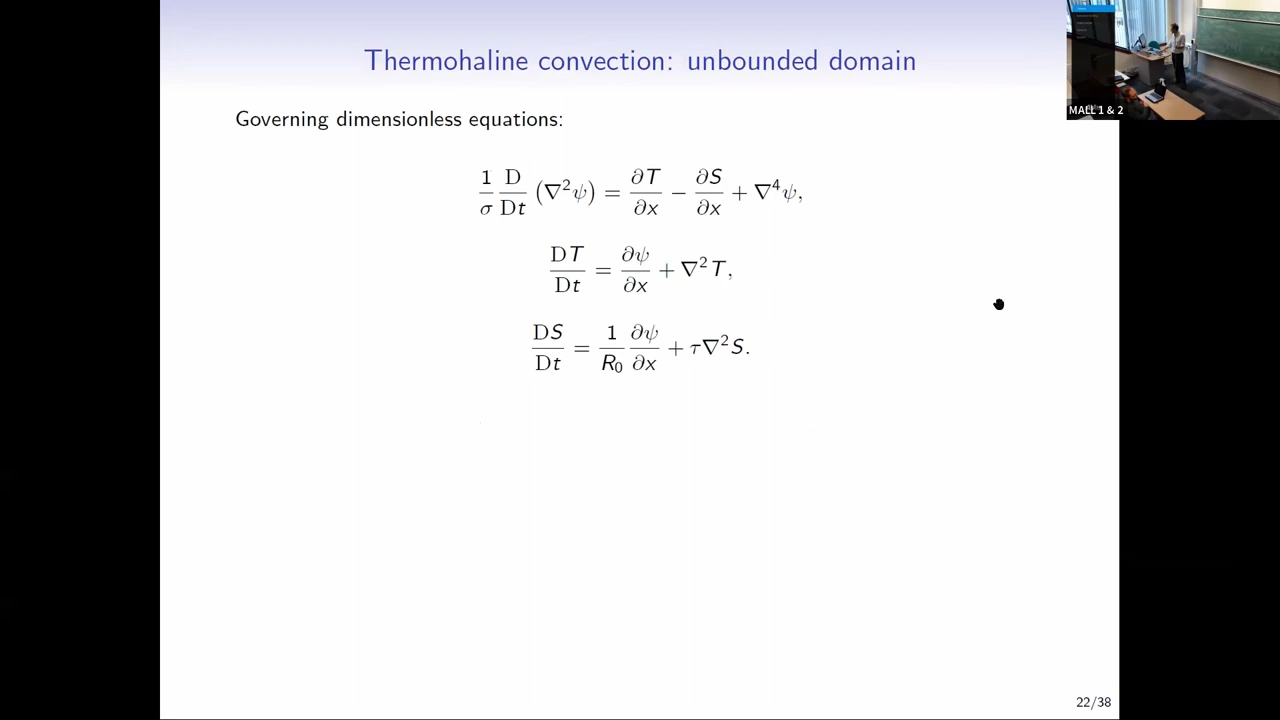 Thermohaline convection: unbounded domain
MALL 1 & 2
Governing dimensionless equations:
1/σ D/Dt (∇²ψ) = ∂T/∂x − ∂S/∂x + ∇⁴ψ,
DT/Dt = ∂ψ/∂x + ∇²T,
DS/Dt = 1/R₀ ∂ψ/∂x + τ∇²S.
22/38